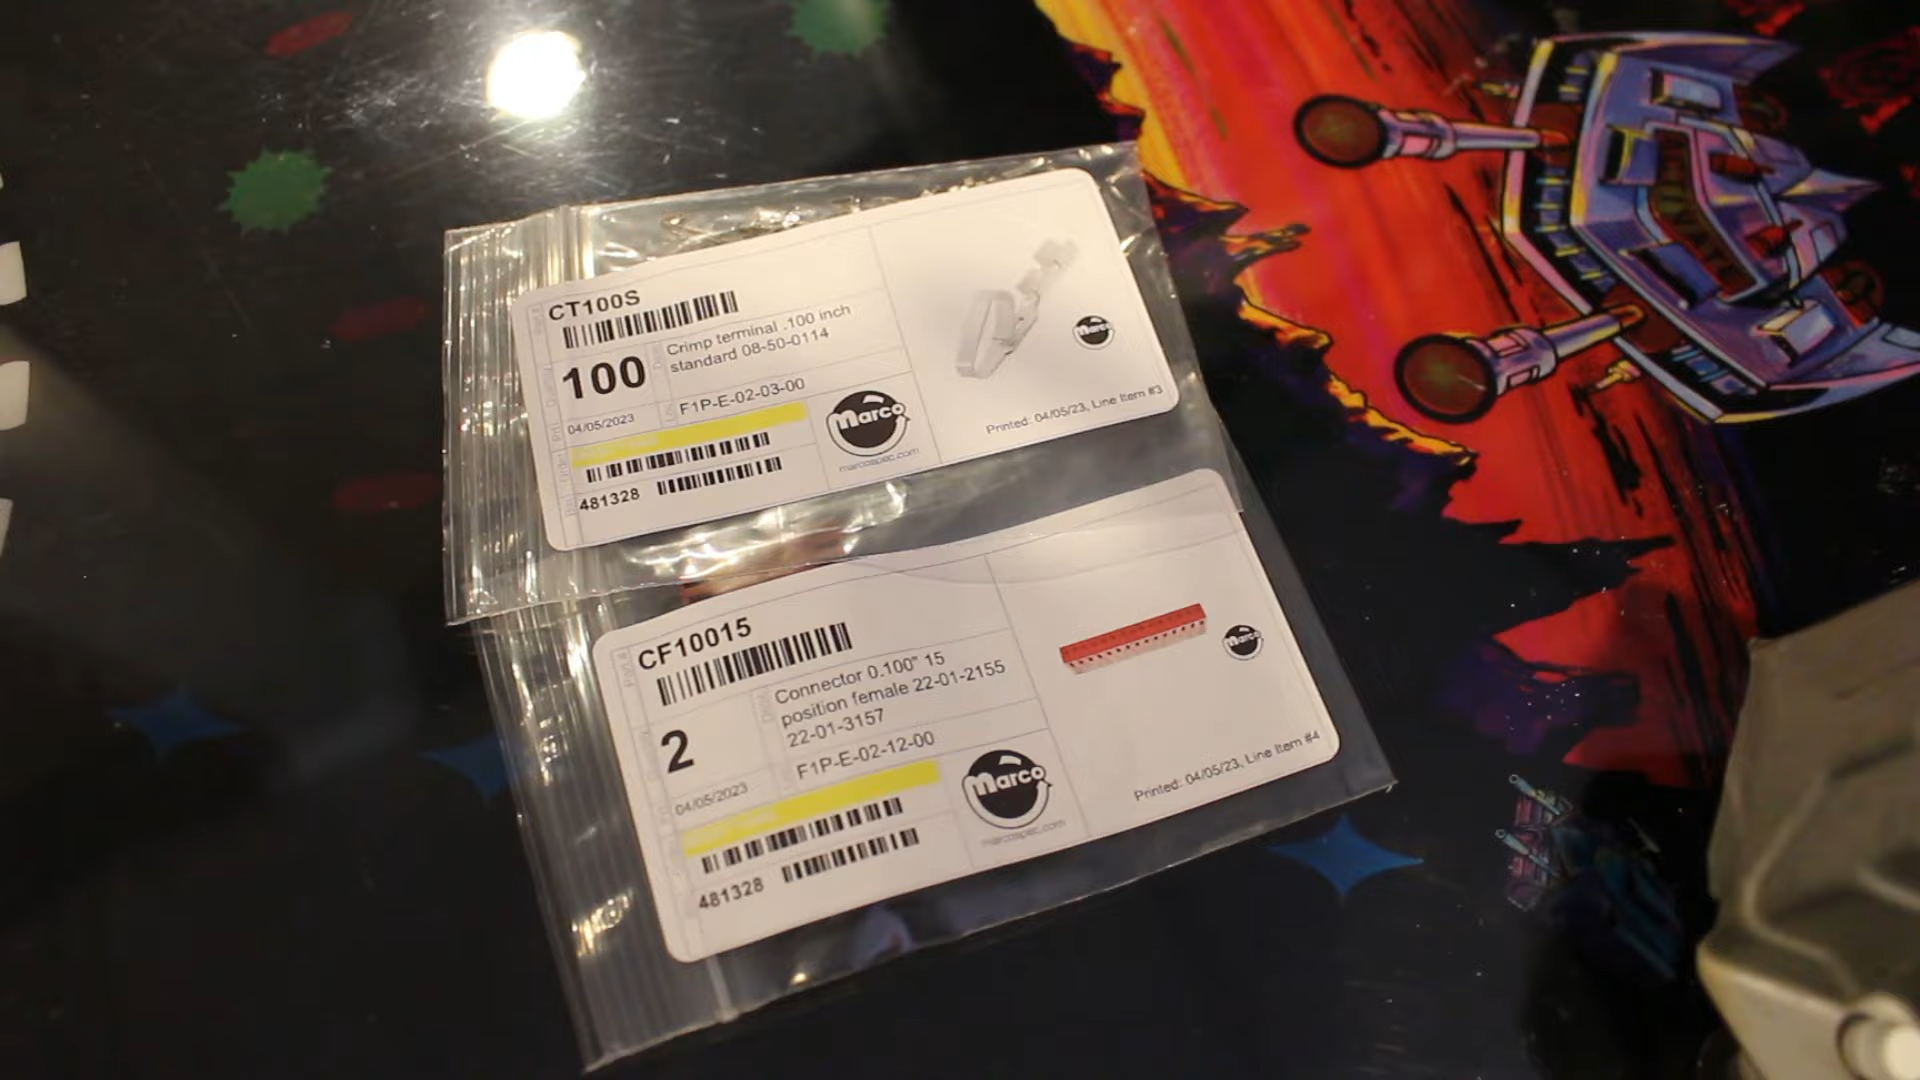 CT100S
100
Crimp terminal .100 inch
standard 08-50-0114
F1P-E-02-03-00
04/05/2023
481328
Marco
marcospec.com
Marco
Printed: 04/05/23, Line Item #3
Part #
CF10015
2
Connector 0.100" 15
position female 22-01-2155
22-01-3157
F1P-E-02-12-00
04/05/2023
481328
Marco
marcospec.com
Marco
Printed: 04/05/23, Line Item #4